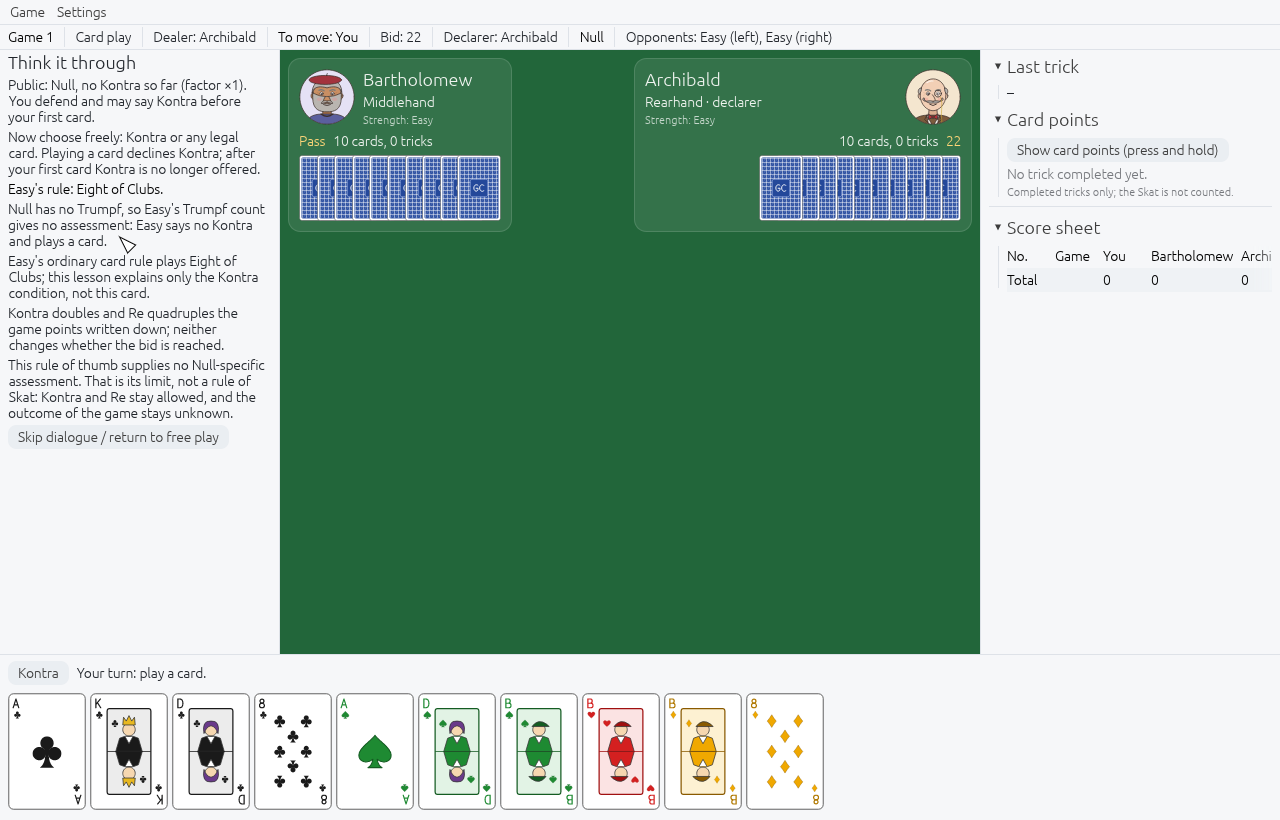 Game Settings
Game 1 Card play Dealer: Archibald To move: You Bid: 22 Declarer: Archibald Null Opponents: Easy (left), Easy (right)
Think it through
Public: Null, no Kontra so far (factor ×1).
You defend and may say Kontra before
your first card.
Now choose freely: Kontra or any legal
card. Playing a card declines Kontra; after
your first card Kontra is no longer offered.
Easy's rule: Eight of Clubs.
Null has no Trumpf, so Easy's Trumpf count
gives no assessment: Easy says no Kontra
and plays a card.
Easy's ordinary card rule plays Eight of
Clubs; this lesson explains only the Kontra
condition, not this card.
Kontra doubles and Re quadruples the
game points written down; neither
changes whether the bid is reached.
This rule of thumb supplies no Null-specific
assessment. That is its limit, not a rule of
Skat: Kontra and Re stay allowed, and the
outcome of the game stays unknown.
Skip dialogue / return to free play
Bartholomew
Middlehand
Strength: Easy
Pass 10 cards, 0 tricks
GC
Archibald
Rearhand · declarer
Strength: Easy
10 cards, 0 tricks 22
GC
Last trick
–
Card points
Show card points (press and hold)
No trick completed yet.
Completed tricks only; the Skat is not counted.
Score sheet
No. Game You Bartholomew Archi
Total 0 0 0
Kontra Your turn: play a card.
A K D 8 A D B B B 8
A K D 8 A D B B B 8